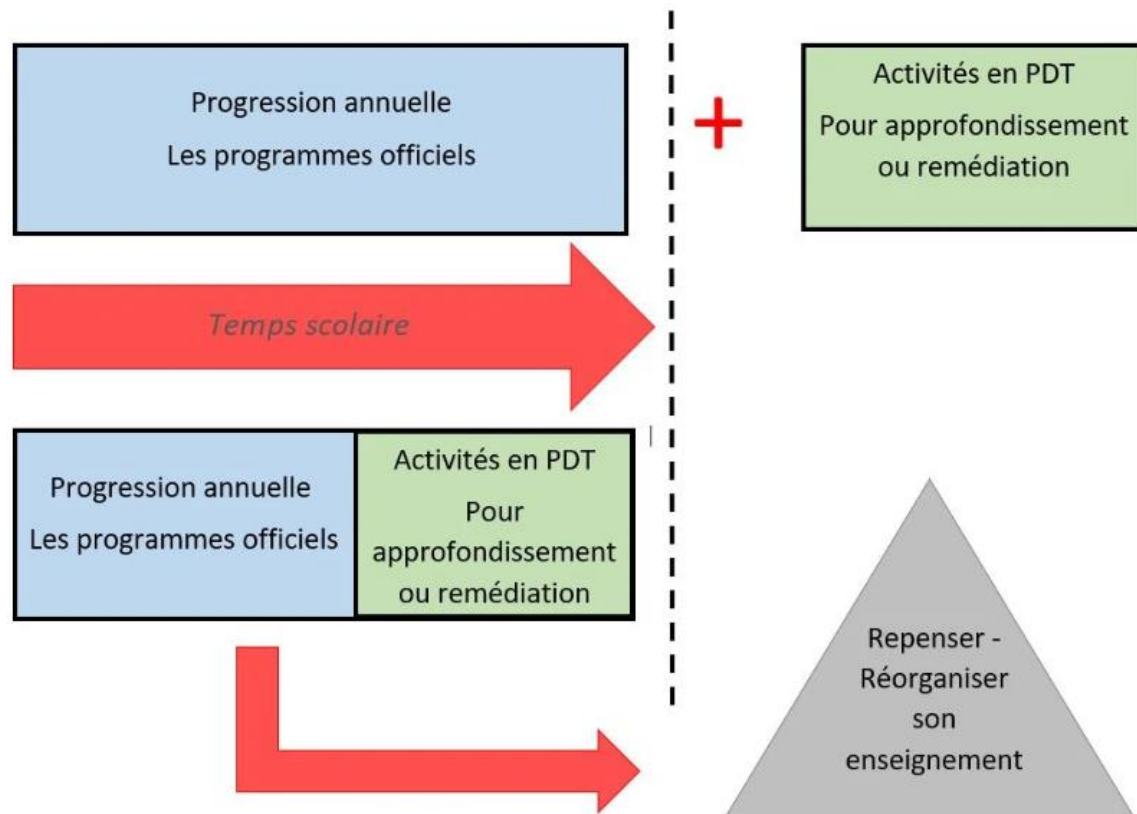 Progression annuelle
Les programmes officiels
+
Activités en PDT
Pour approfondissement
ou remédiation
Temps scolaire
Progression annuelle
Les programmes officiels
Activités en PDT
Pour
approfondissement
ou remédiation
Repenser -
Réorganiser
son
enseignement